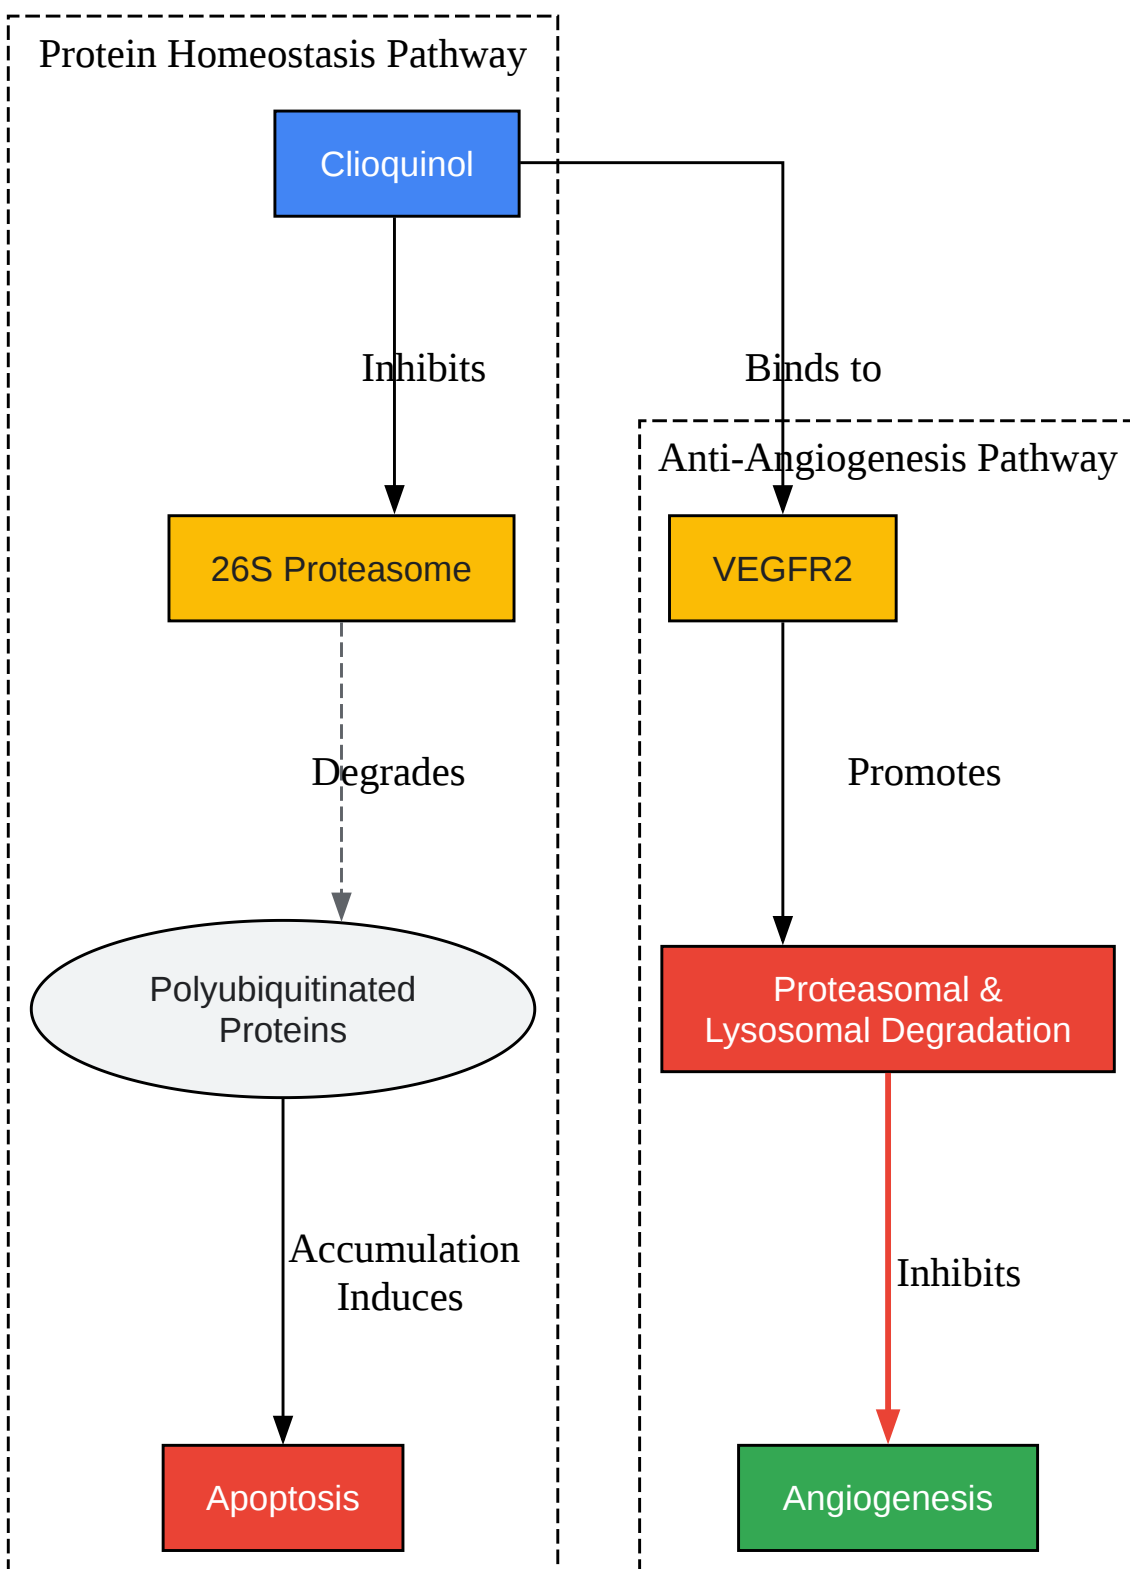 Protein Homeostasis Pathway
Clioquinol
Inhibits
Binds to
Anti-Angiogenesis Pathway
26S Proteasome
VEGFR2
Degrades
Promotes
Polyubiquitinated
Proteins
Proteasomal &
Lysosomal Degradation
Accumulation
Induces
Inhibits
Apoptosis
Angiogenesis